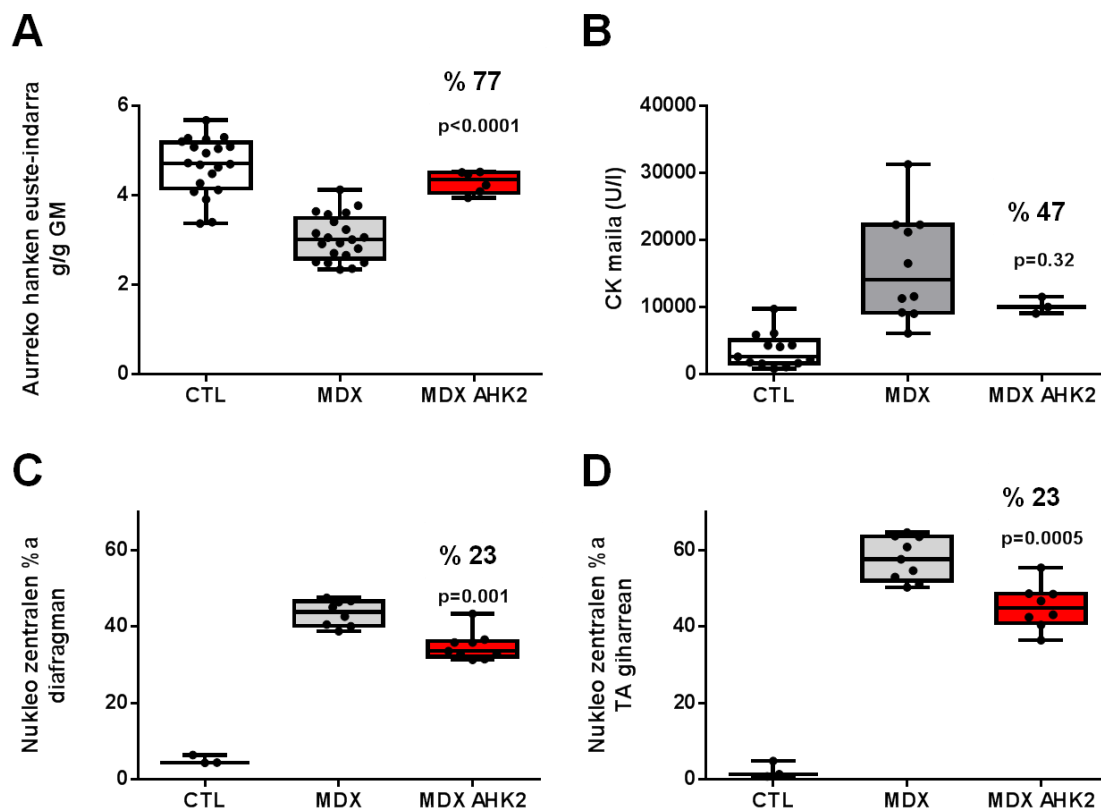 A
Aurreko hanken euste-indarra
g/g GM
% 77
p<0.0001
6
4
2
0
CTL
MDX
MDX AHK2
B
CK maila (U/l)
% 47
p=0.32
40000
30000
20000
10000
0
CTL
MDX
MDX AHK2
C
Nukleo zentralen % a
diafragman
% 23
p=0.001
60
40
20
0
CTL
MDX
MDX AHK2
D
Nukleo zentralen % a
TA giharrean
% 23
p=0.0005
60
40
20
0
CTL
MDX
MDX AHK2